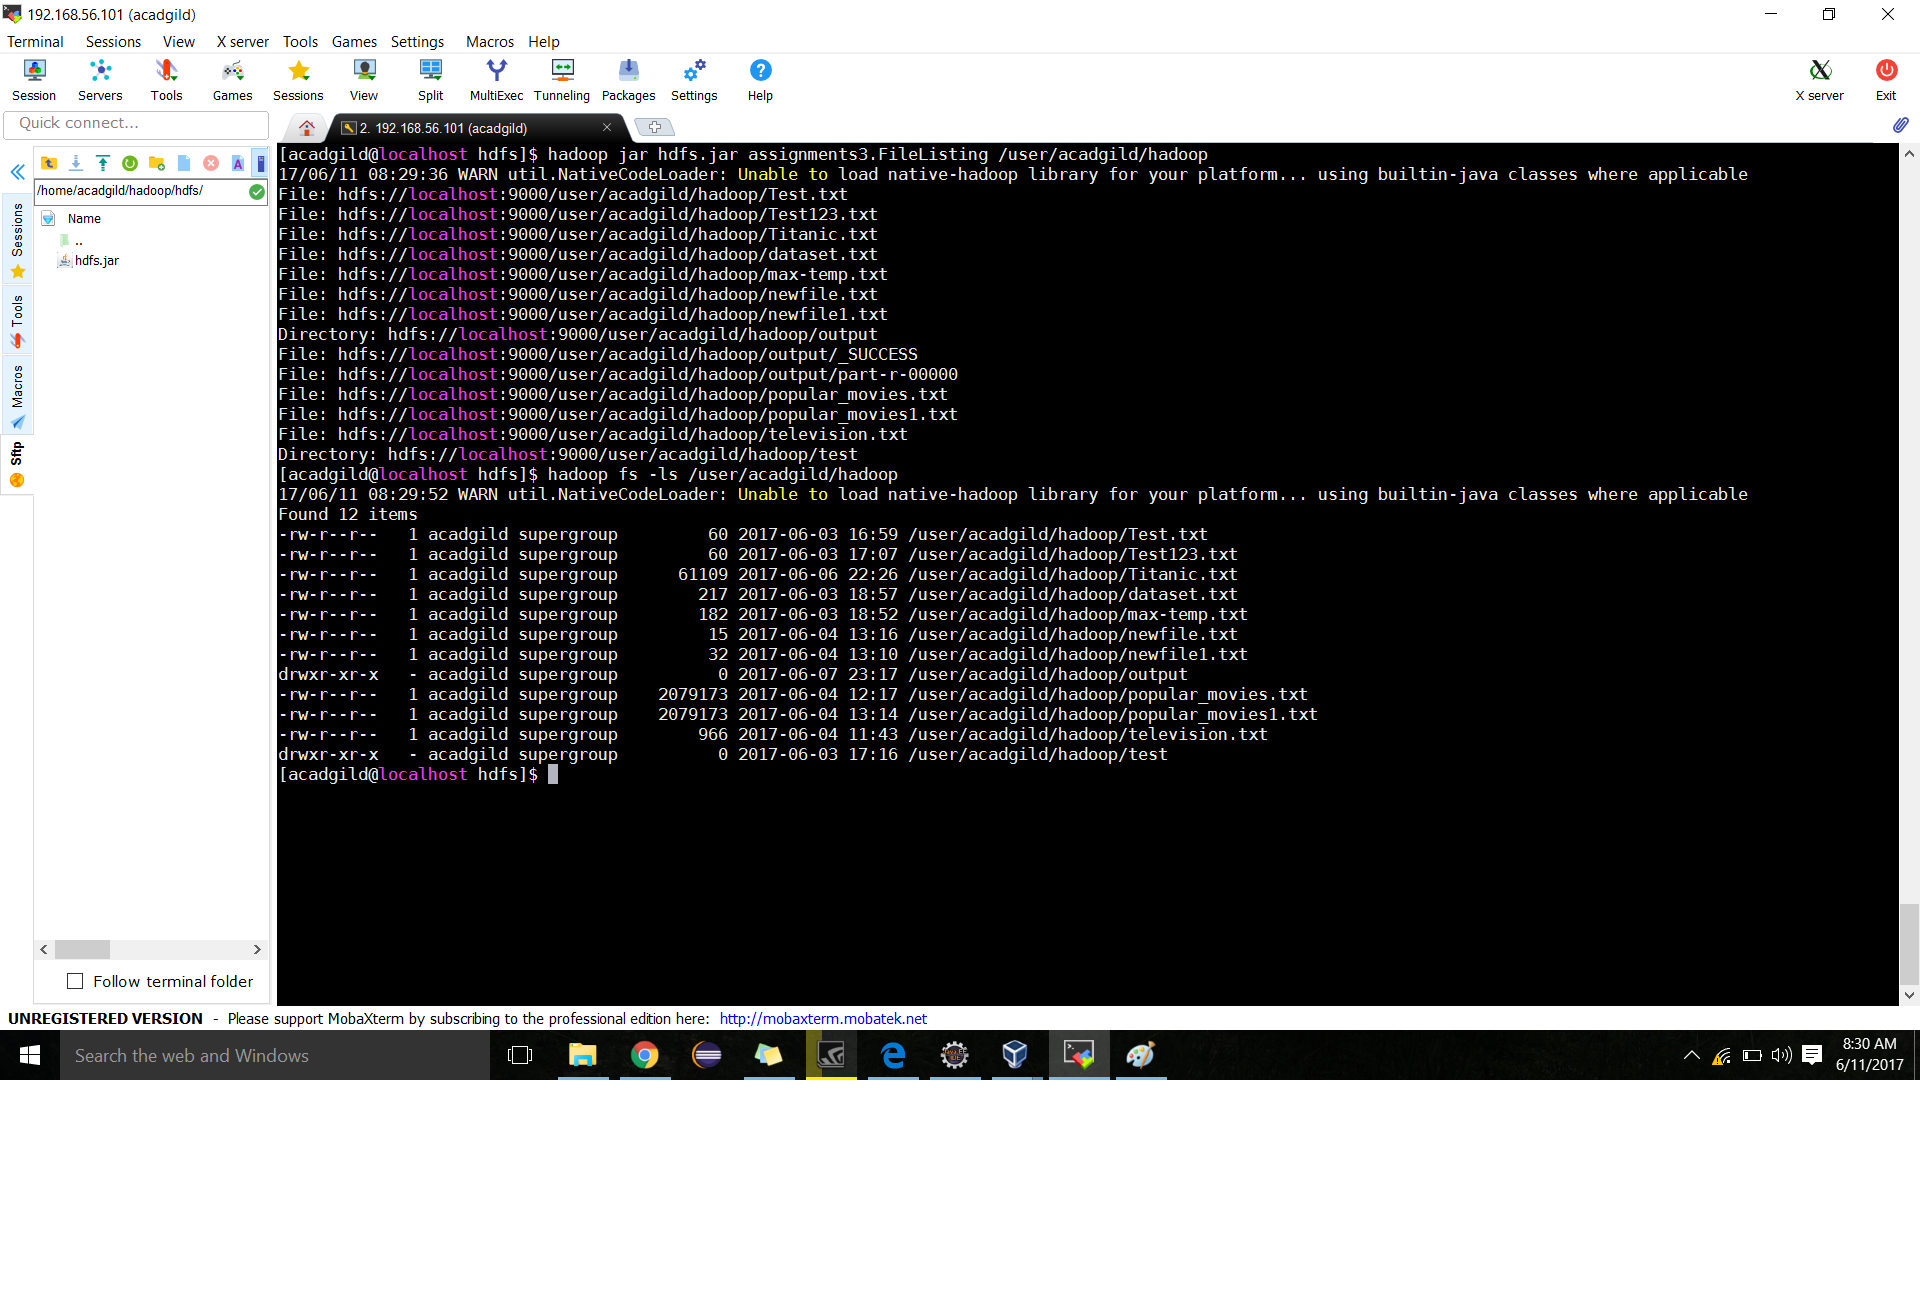 192.168.56.101 (acadgild)
Terminal Sessions View X server Tools Games Settings Macros Help
Session Servers Tools Games Sessions View Split MultiExec Tunneling Packages Settings Help X server Exit
Quick connect...
2. 192.168.56.101 (acadgild)
/home/acadgild/hadoop/hdfs/
Name
..
hdfs.jar
Sessions
Tools
Macros
Sftp
[acadgild@localhost hdfs]$ hadoop jar hdfs.jar assignments3.FileListing /user/acadgild/hadoop
17/06/11 08:29:36 WARN util.NativeCodeLoader: Unable to load native-hadoop library for your platform... using builtin-java classes where applicable
File: hdfs://localhost:9000/user/acadgild/hadoop/Test.txt
File: hdfs://localhost:9000/user/acadgild/hadoop/Test123.txt
File: hdfs://localhost:9000/user/acadgild/hadoop/Titanic.txt
File: hdfs://localhost:9000/user/acadgild/hadoop/dataset.txt
File: hdfs://localhost:9000/user/acadgild/hadoop/max-temp.txt
File: hdfs://localhost:9000/user/acadgild/hadoop/newfile.txt
File: hdfs://localhost:9000/user/acadgild/hadoop/newfile1.txt
Directory: hdfs://localhost:9000/user/acadgild/hadoop/output
File: hdfs://localhost:9000/user/acadgild/hadoop/output/_SUCCESS
File: hdfs://localhost:9000/user/acadgild/hadoop/output/part-r-00000
File: hdfs://localhost:9000/user/acadgild/hadoop/popular_movies.txt
File: hdfs://localhost:9000/user/acadgild/hadoop/popular_movies1.txt
File: hdfs://localhost:9000/user/acadgild/hadoop/television.txt
Directory: hdfs://localhost:9000/user/acadgild/hadoop/test
[acadgild@localhost hdfs]$ hadoop fs -ls /user/acadgild/hadoop
17/06/11 08:29:52 WARN util.NativeCodeLoader: Unable to load native-hadoop library for your platform... using builtin-java classes where applicable
Found 12 items
-rw-r--r-- 1 acadgild supergroup 60 2017-06-03 16:59 /user/acadgild/hadoop/Test.txt
-rw-r--r-- 1 acadgild supergroup 60 2017-06-03 17:07 /user/acadgild/hadoop/Test123.txt
-rw-r--r-- 1 acadgild supergroup 61109 2017-06-06 22:26 /user/acadgild/hadoop/Titanic.txt
-rw-r--r-- 1 acadgild supergroup 217 2017-06-03 18:57 /user/acadgild/hadoop/dataset.txt
-rw-r--r-- 1 acadgild supergroup 182 2017-06-03 18:52 /user/acadgild/hadoop/max-temp.txt
-rw-r--r-- 1 acadgild supergroup 15 2017-06-04 13:16 /user/acadgild/hadoop/newfile.txt
-rw-r--r-- 1 acadgild supergroup 32 2017-06-04 13:10 /user/acadgild/hadoop/newfile1.txt
drwxr-xr-x - acadgild supergroup 0 2017-06-07 23:17 /user/acadgild/hadoop/output
-rw-r--r-- 1 acadgild supergroup 2079173 2017-06-04 12:17 /user/acadgild/hadoop/popular_movies.txt
-rw-r--r-- 1 acadgild supergroup 2079173 2017-06-04 13:14 /user/acadgild/hadoop/popular_movies1.txt
-rw-r--r-- 1 acadgild supergroup 966 2017-06-04 11:43 /user/acadgild/hadoop/television.txt
drwxr-xr-x - acadgild supergroup 0 2017-06-03 17:16 /user/acadgild/hadoop/test
[acadgild@localhost hdfs]$
Follow terminal folder
UNREGISTERED VERSION - Please support MobaXterm by subscribing to the professional edition here: http://mobaxterm.mobatek.net
Search the web and Windows
8:30 AM
6/11/2017